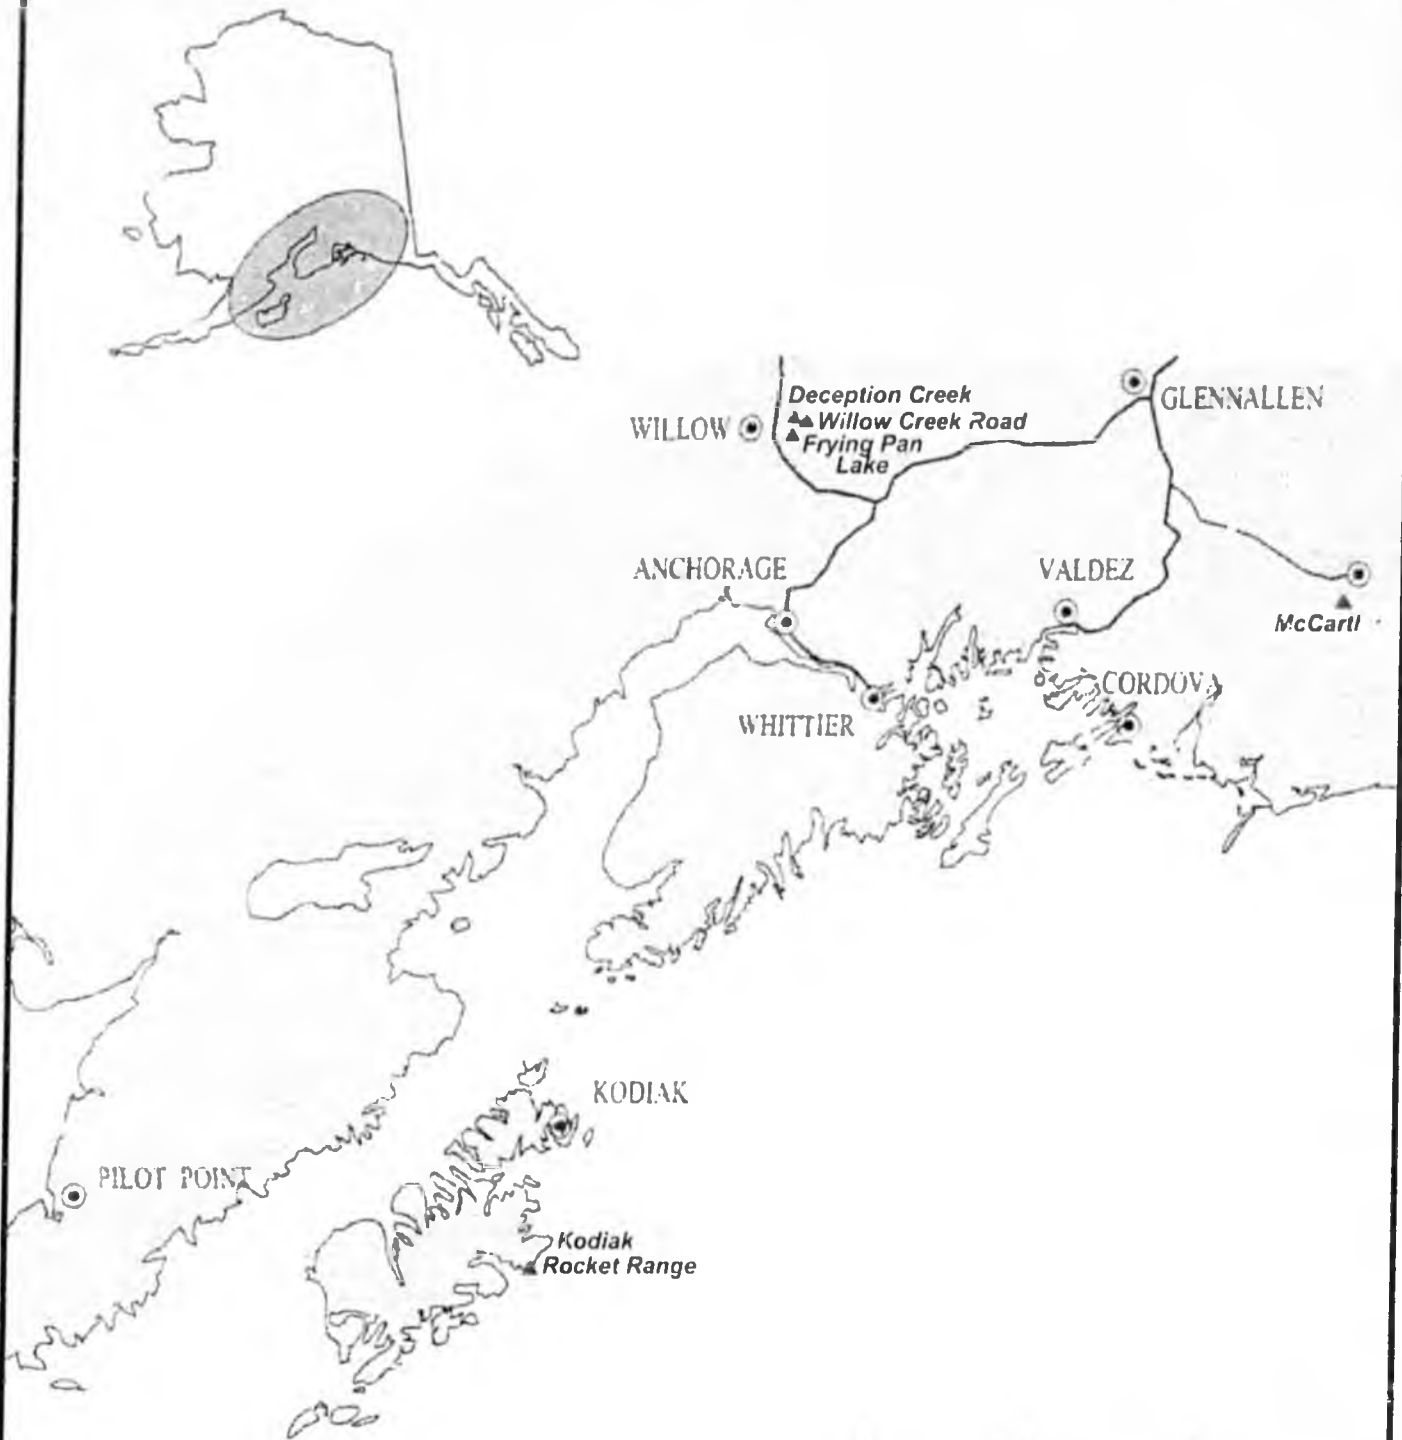 Deception Creek
GLENNALLEN
WILLOW
Willow Creek Road
Frying Pan
Lake
ANCHORAGE
VALDEZ
CORDOVA
WHITTIER
KODIAK
PILOT POINT
Kodiak
Rocket Range